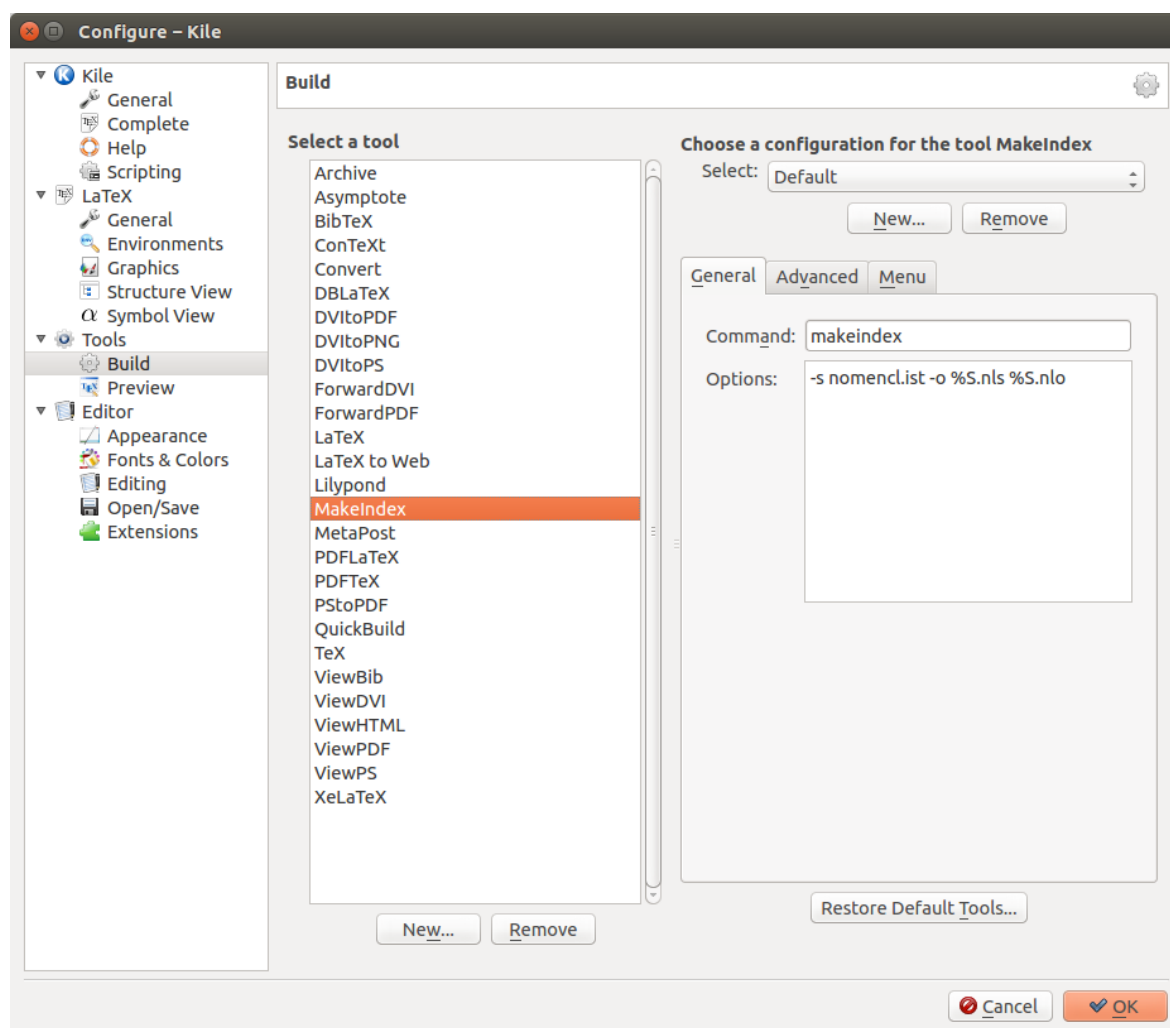 Configure – Kile
Kile
General
Complete
Help
Scripting
LaTeX
General
Environments
Graphics
Structure View
α Symbol View
Tools
Build
Preview
Editor
Appearance
Fonts & Colors
Editing
Open/Save
Extensions
Build
Select a tool
Archive
Asymptote
BibTeX
ConTeXt
Convert
DBLaTeX
DVItoPDF
DVItoPNG
DVItoPS
ForwardDVI
ForwardPDF
LaTeX
LaTeX to Web
Lilypond
MakeIndex
MetaPost
PDFLaTeX
PDFTeX
PStoPDF
QuickBuild
TeX
ViewBib
ViewDVI
ViewHTML
ViewPDF
ViewPS
XeLaTeX
New... Remove
Choose a configuration for the tool MakeIndex
Select: Default
New... Remove
General Advanced Menu
Command: makeindex
Options: -s nomencl.ist -o %S.nls %S.nlo
Restore Default Tools...
Cancel OK